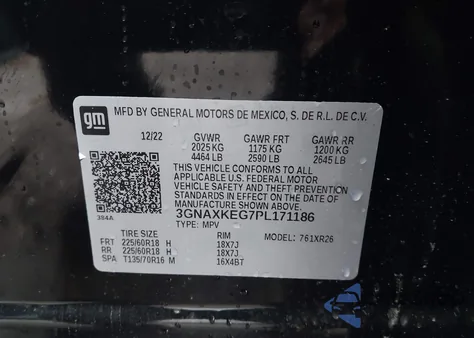 gm
MFD BY GENERAL MOTORS DE MEXICO, S. DE R.L. DE C.V.
12/22 GVWR GAWR FRT GAWR RR
2025 KG 1175 KG 1200 KG
4464 LB 2590 LB 2645 LB
THIS VEHICLE CONFORMS TO ALL
APPLICABLE U.S. FEDERAL MOTOR
VEHICLE SAFETY AND THEFT PREVENTION
STANDARDS IN EFFECT ON THE DATE OF
MANUFACTURE SHOWN ABOVE.
3GNAXKEG7PL171186
384A TYPE: MPV MODEL: 761XR26
TIRE SIZE RIM
FRT 225/60R18 H 18X7J
RR 225/60R18 H 18X7J
SPA T135/70R16 M 16X4BT